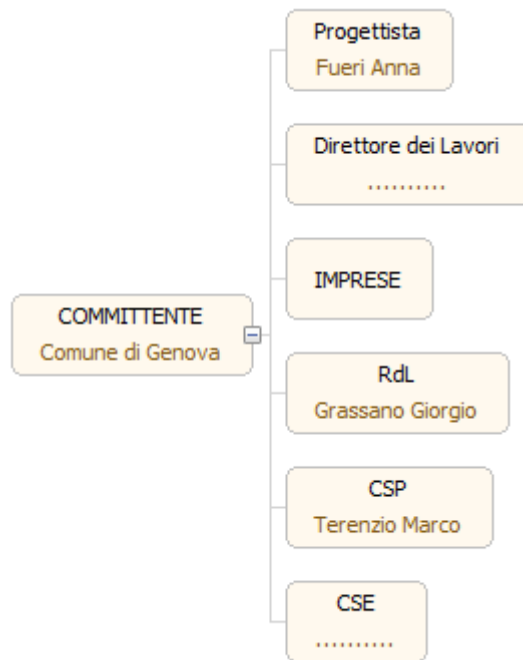 Progettista
Fueri Anna
Direttore dei Lavori
..........
IMPRESE
COMMITTENTE
Comune di Genova
RdL
Grassano Giorgio
CSP
Terenzio Marco
CSE
..........